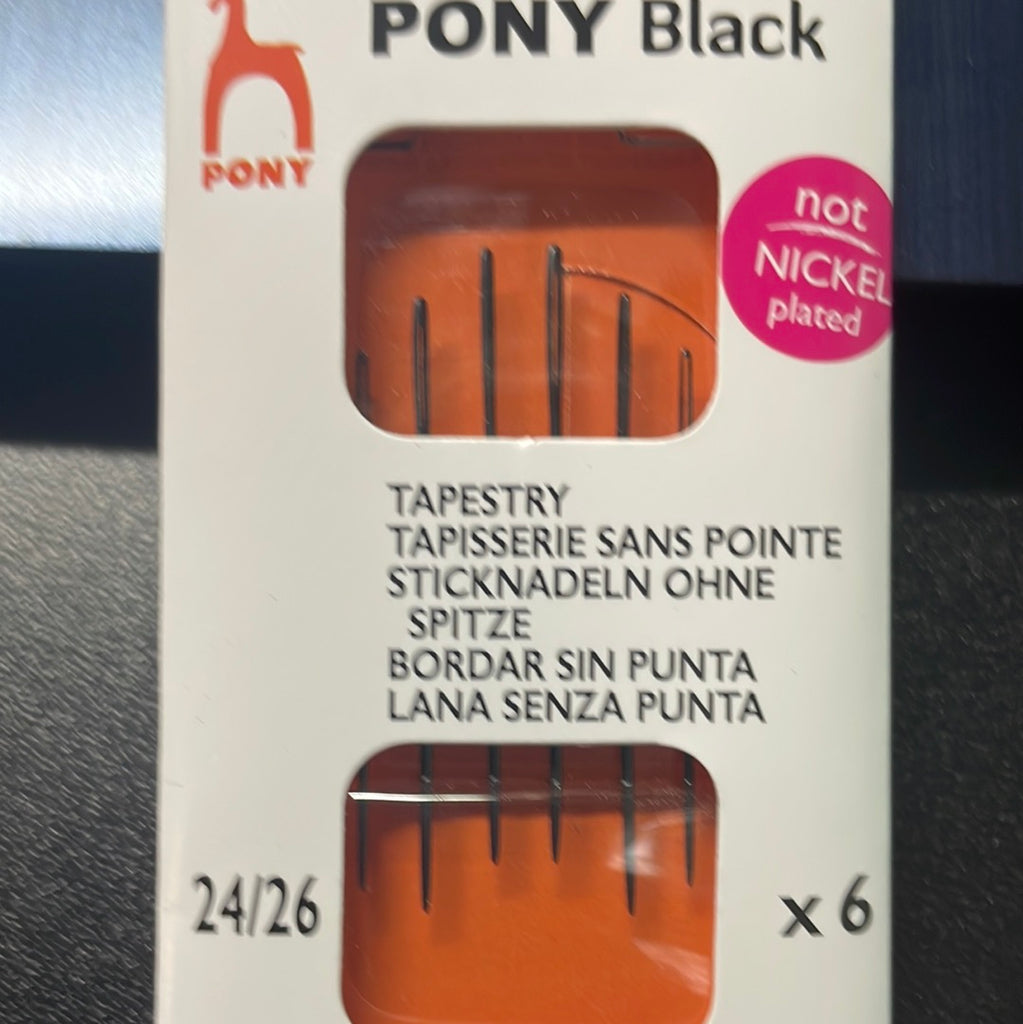 PONY Black
PONY
not
NICKEL
plated
TAPESTRY
TAPISSERIE SANS POINTE
STICKNADELN OHNE
SPITZE
BORDAR SIN PUNTA
LANA SENZA PUNTA
24/26
x 6